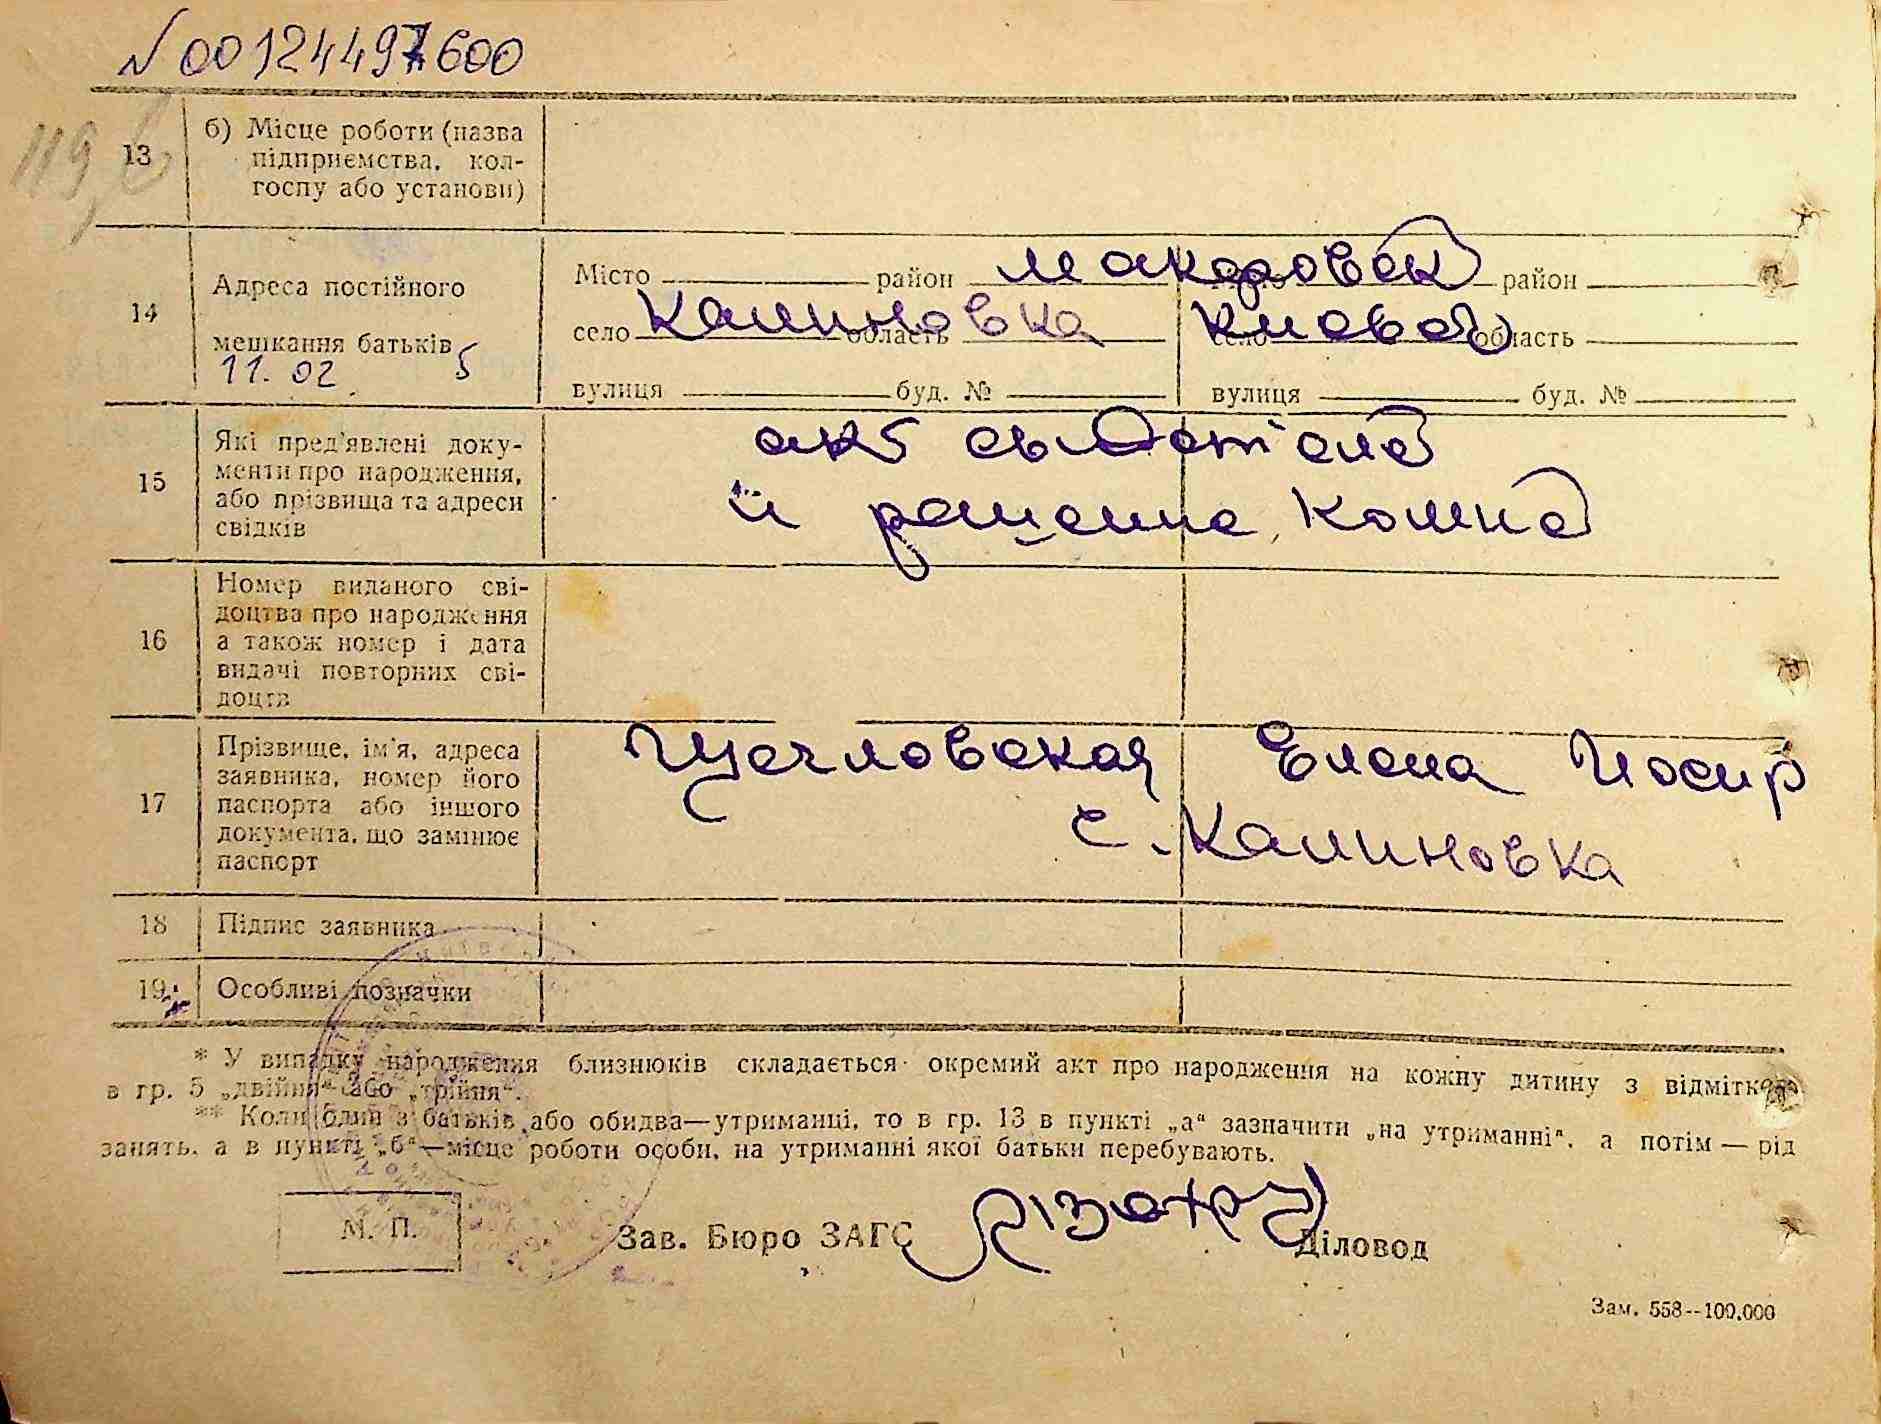 N 00124497600
119
13 б) Місце роботи (назва
підприємства, кол-
госпу або установи)
14 Адреса постійного
мешкання батьків
11.02 5
Місто район Макаровск район
село Калиновка область село Киевск область
вулиця буд. № вулиця буд. №
15 Які пред'явлені доку-
менти про народження,
або прізвища та адреси
свідків
акт
и решение
16 Номер виданого сві-
доцтва про народження
а також номер і дата
видачі повторних сві-
доцтв
17 Прізвище, ім'я, адреса
заявника, номер його
паспорта або іншого
документа, що замінює
паспорт
Елена Иосиф
с. Калиновка
18 Підпис заявника
19 Особливі позначки
* У випадку народження близнюків складається окремий акт про народження на кожну дитину з відміткою
в гр. 5 „двійня“ або „трійня“.
** Коли один з батьків або обидва—утриманці, то в гр. 13 в пункті „а“ зазначити „на утриманні“, а потім — рід
занять, а в пункті „б“—місце роботи особи, на утриманні якої батьки перебувають.
М. П. Зав. Бюро ЗАГС Діловод
Зам. 558--100.000